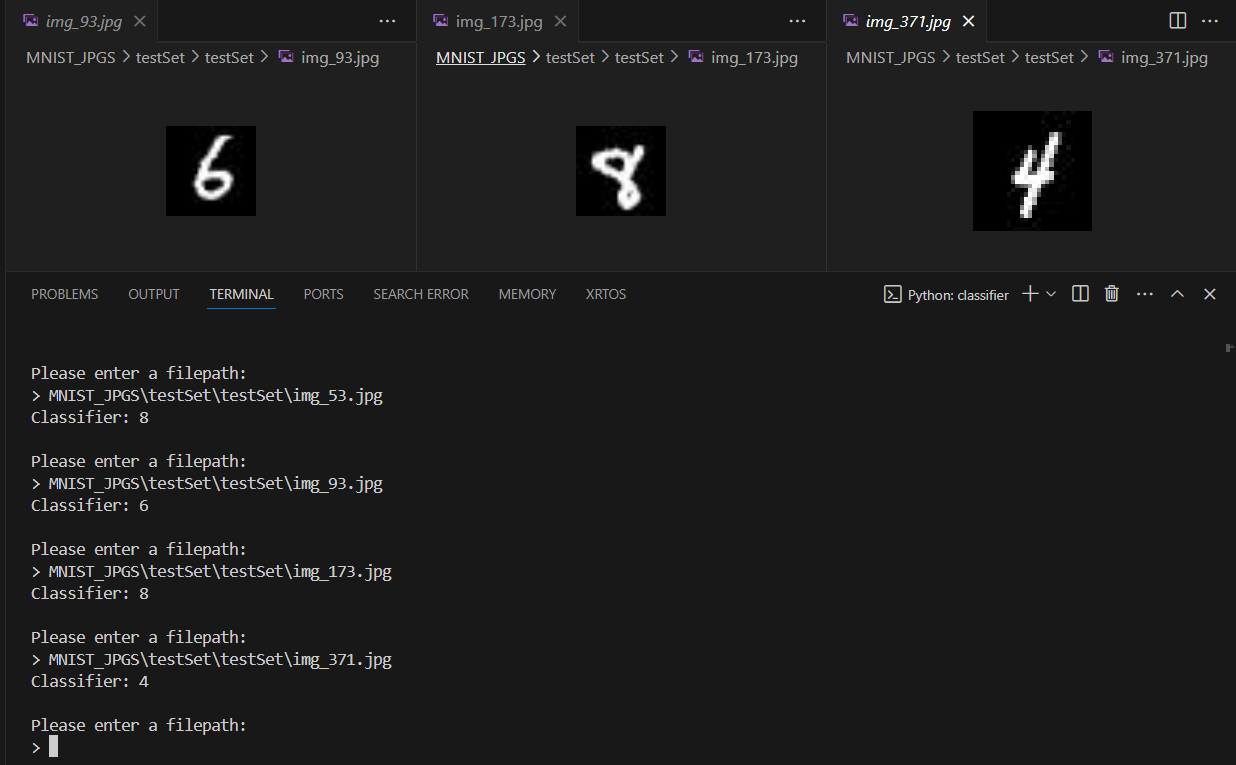 img_93.jpg
img_173.jpg
img_371.jpg
MNIST_JPGS > testSet > testSet > img_93.jpg
MNIST_JPGS > testSet > testSet > img_173.jpg
MNIST_JPGS > testSet > testSet > img_371.jpg
6
8
4
PROBLEMS OUTPUT TERMINAL PORTS SEARCH ERROR MEMORY XRTOS Python: classifier
Please enter a filepath:
> MNIST_JPGS\testSet\testSet\img_53.jpg
Classifier: 8
Please enter a filepath:
> MNIST_JPGS\testSet\testSet\img_93.jpg
Classifier: 6
Please enter a filepath:
> MNIST_JPGS\testSet\testSet\img_173.jpg
Classifier: 8
Please enter a filepath:
> MNIST_JPGS\testSet\testSet\img_371.jpg
Classifier: 4
Please enter a filepath:
>